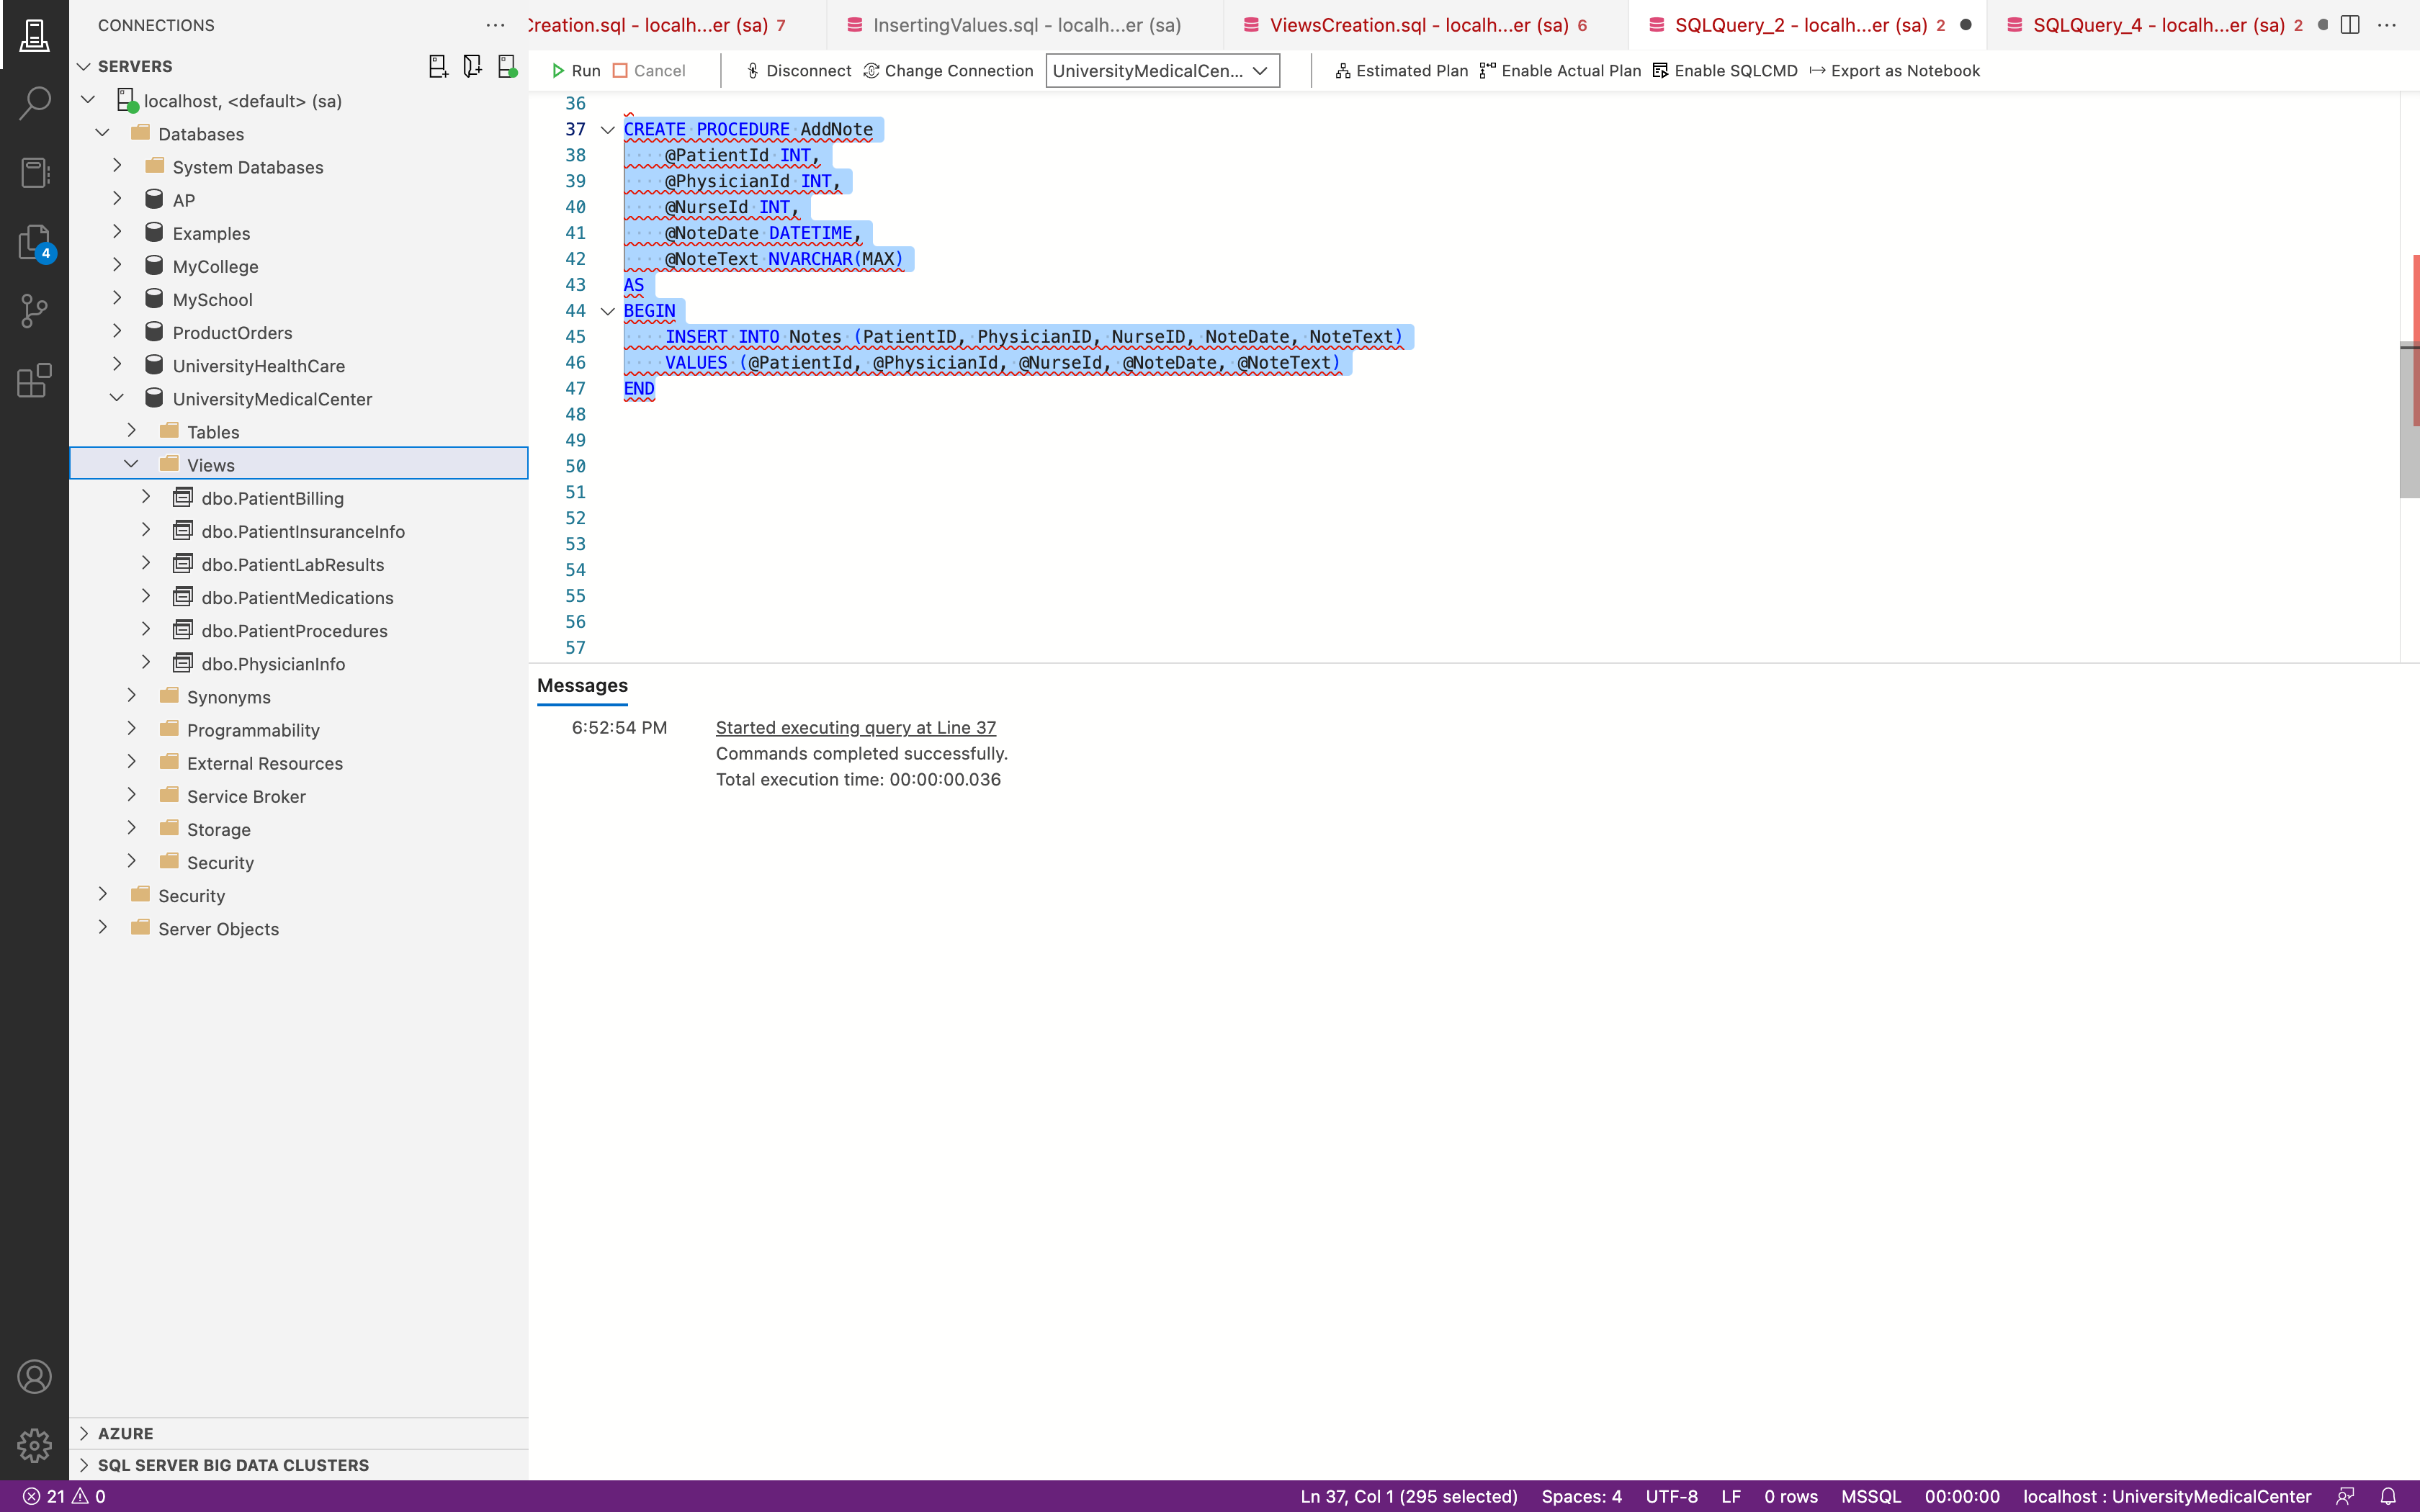 CONNECTIONS
SERVERS
localhost, <default> (sa)
Databases
System Databases
AP
Examples
MyCollege
MySchool
ProductOrders
UniversityHealthCare
UniversityMedicalCenter
Tables
Views
dbo.PatientBilling
dbo.PatientInsuranceInfo
dbo.PatientLabResults
dbo.PatientMedications
dbo.PatientProcedures
dbo.PhysicianInfo
Synonyms
Programmability
External Resources
Service Broker
Storage
Security
Security
Server Objects
AZURE
SQL SERVER BIG DATA CLUSTERS
4
Creation.sql - localh...er (sa) 7
InsertingValues.sql - localh...er (sa)
ViewsCreation.sql - localh...er (sa) 6
SQLQuery_2 - localh...er (sa) 2
SQLQuery_4 - localh...er (sa) 2
Run Cancel Disconnect Change Connection UniversityMedicalCen... Estimated Plan Enable Actual Plan Enable SQLCMD Export as Notebook
36
37 CREATE PROCEDURE AddNote
38 @PatientId INT,
39 @PhysicianId INT,
40 @NurseId INT,
41 @NoteDate DATETIME,
42 @NoteText NVARCHAR(MAX)
43 AS
44 BEGIN
45 INSERT INTO Notes (PatientID, PhysicianID, NurseID, NoteDate, NoteText)
46 VALUES (@PatientId, @PhysicianId, @NurseId, @NoteDate, @NoteText)
47 END
48
49
50
51
52
53
54
55
56
57
Messages
6:52:54 PM Started executing query at Line 37
Commands completed successfully.
Total execution time: 00:00:00.036
21 0 Ln 37, Col 1 (295 selected) Spaces: 4 UTF-8 LF 0 rows MSSQL 00:00:00 localhost : UniversityMedicalCenter